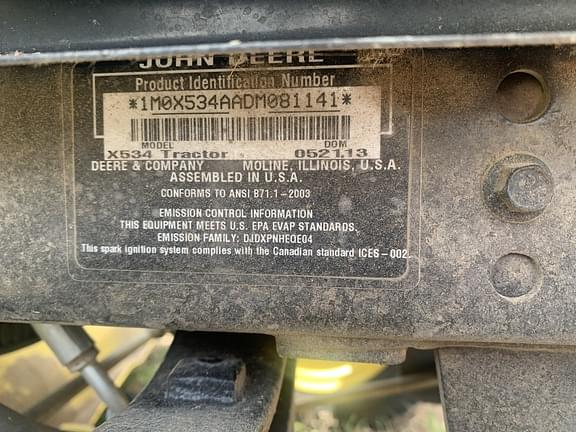 JOHN DEERE
Product Identification Number
*1M0X534AADM081141*
MODEL DOM
X534 Tractor 052113
DEERE & COMPANY MOLINE, ILLINOIS, U.S.A.
ASSEMBLED IN U.S.A.
CONFORMS TO ANSI B71.1-2003
EMISSION CONTROL INFORMATION
THIS EQUIPMENT MEETS U.S. EPA EVAP STANDARDS.
EMISSION FAMILY: DJDXPNHEQE04
This spark ignition system complies with the Canadian standard ICES-002.